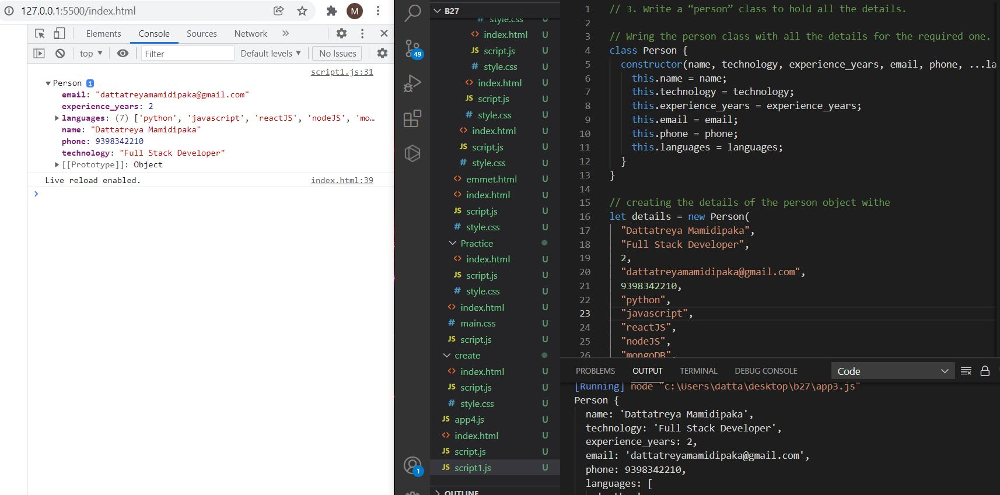 127.0.0.1:5500/index.html
M
Elements Console Sources Network »
top ▼ Filter Default levels ▼ No Issues
script1.js:31
▼Person i
email: "dattatreyamamidipaka@gmail.com"
experience_years: 2
▶languages: (7) ['python', 'javascript', 'reactJS', 'nodeJS', 'mo…
name: "Dattatreya Mamidipaka"
phone: 9398342210
technology: "Full Stack Developer"
▶[[Prototype]]: Object
Live reload enabled. index.html:39
>
49
1
B27
style.css U
<> index.html U
JS script.js U
# style.css U
<> index.html U
JS script.js U
# style.css U
<> index.html U
JS script.js U
# style.css U
<> emmet.html U
<> index.html U
JS script.js U
# style.css U
Practice
<> index.html U
JS script.js U
# style.css U
<> index.html U
# main.css U
JS script.js U
create
<> index.html U
JS script.js U
# style.css U
JS app4.js U
<> index.html U
JS script.js U
JS script1.js U
OUTLINE
1 // 3. Write a “person” class to hold all the details.
2
3 // Wring the person class with all the details for the required one.
4 class Person {
5 constructor(name, technology, experience_years, email, phone, ...la
6 this.name = name;
7 this.technology = technology;
8 this.experience_years = experience_years;
9 this.email = email;
10 this.phone = phone;
11 this.languages = languages;
12 }
13 }
14
15 // creating the details of the person object withe
16 let details = new Person(
17 "Dattatreya Mamidipaka",
18 "Full Stack Developer",
19 2,
20 "dattatreyamamidipaka@gmail.com",
21 9398342210,
22 "python",
23 "javascript",
24 "reactJS",
25 "nodeJS",
26 "mongoDB",
PROBLEMS OUTPUT TERMINAL DEBUG CONSOLE Code
[Running] node "c:\Users\datta\desktop\b27\app3.js"
Person {
name: 'Dattatreya Mamidipaka',
technology: 'Full Stack Developer',
experience_years: 2,
email: 'dattatreyamamidipaka@gmail.com',
phone: 9398342210,
languages: [